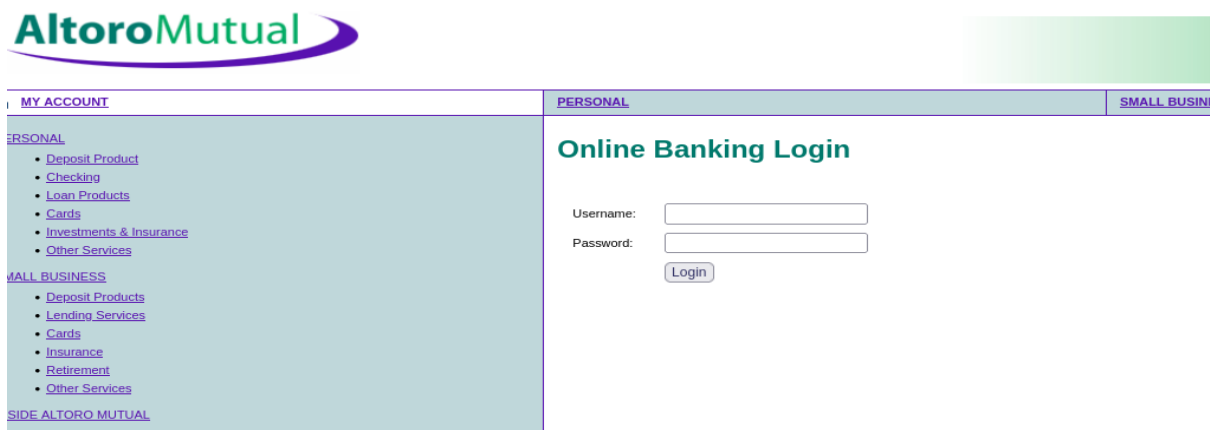 AltoroMutual
MY ACCOUNT
PERSONAL
SMALL BUSIN
ERSONAL
Deposit Product
Checking
Loan Products
Cards
Investments & Insurance
Other Services
MALL BUSINESS
Deposit Products
Lending Services
Cards
Insurance
Retirement
Other Services
SIDE ALTORO MUTUAL
Online Banking Login
Username:
Password:
Login